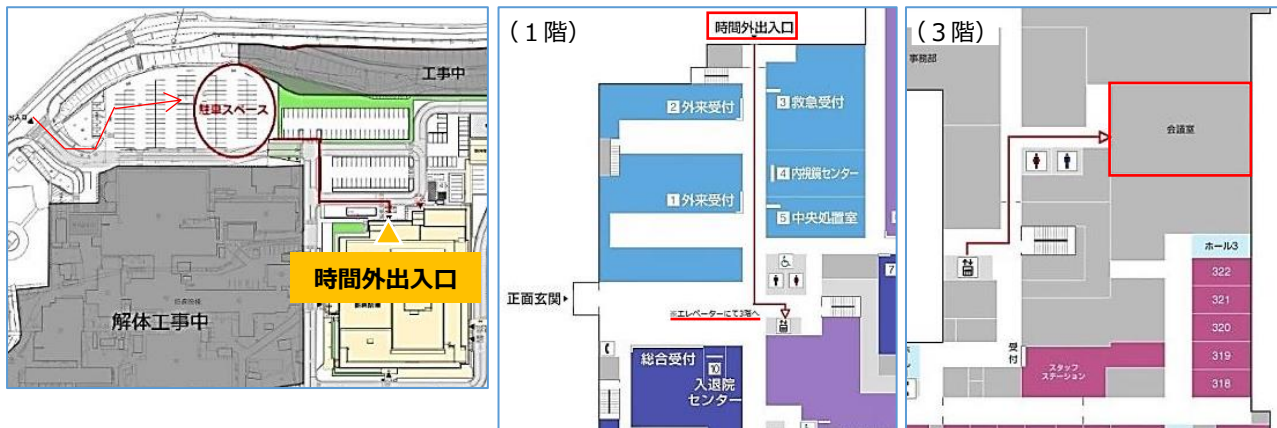 工事中
駐車スペース
時間外出入口
解体工事中
（１階）
時間外出入口
2 外来受付
3 救急受付
4 内視鏡センター
1 外来受付
5 中央処置室
正面玄関
※エレベーターにて3階へ
7
総合受付
10
入退院
センター
（３階）
事務部
会議室
ホール3
322
321
320
319
318
受付
スタッフ
ステーション